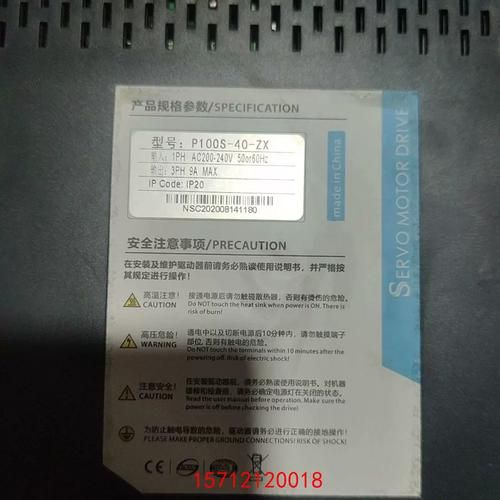 产品规格参数/SPECIFICATION
型号: P100S-40-ZX
输入: 1PH AC200-240V 50or60Hz
输出: 3PH 9A MAX
IP Code: IP20
NSC202008141180
made in China
SERVO MOTOR DRIVE
安全注意事项/PRECAUTION
在安装及维护驱动器前请务必熟读使用说明书，并严格按
其规定进行操作！
高温注意！
CAUTION
接通电源后请勿触碰散热器，否则有烫伤的危险。
Do NOT touch the heat sink when power is ON. There is
risk of burn!
高压危险！
WARNING
通电中以及切断电源后10分钟内，请勿触摸端子
部位。否则有触电的危险。
Do NOT touch the terminals within 10 minutes after the
powering off. Risk of electric shock!
注意安全！
CAUTION
在安装驱动器前，请务必熟读使用说明书。对机器
维修和检查前，请务必确定电源灯在关闭的状态。
Read the user manual before operation. Make sure the
power is off before checking the drive!
为防止触电导致的危险，驱动器务必进行正确的接地操作！
PLEASE MAKE PROPER GROUND CONNECTIONS!
CE
15712120018